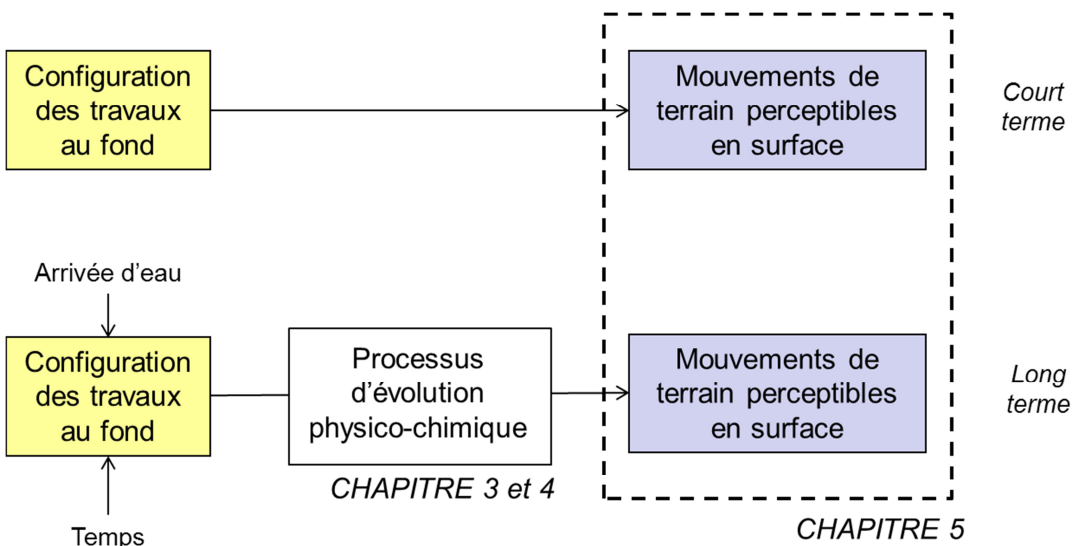 Configuration
des travaux
au fond
Mouvements de
terrain perceptibles
en surface
Court
terme
Arrivée d’eau
Configuration
des travaux
au fond
Processus
d’évolution
physico-chimique
Mouvements de
terrain perceptibles
en surface
Long
terme
CHAPITRE 3 et 4
Temps
CHAPITRE 5